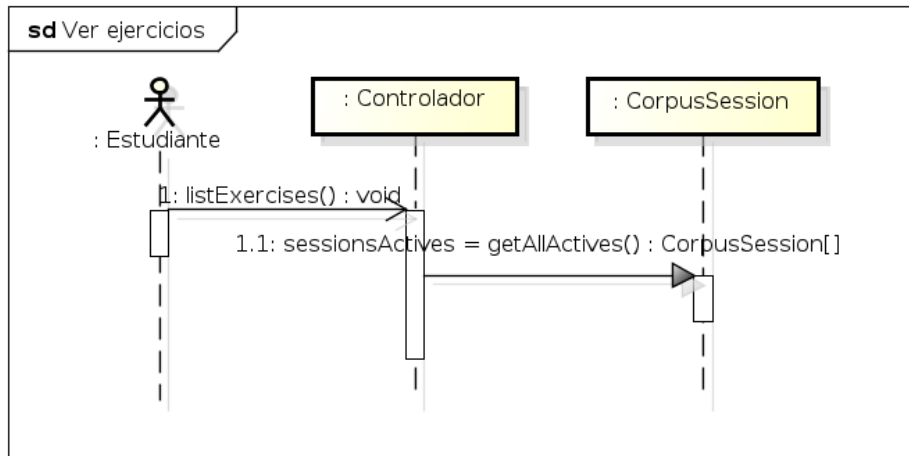 sd Ver ejercicios
: Controlador
: CorpusSession
: Estudiante
1: listExercises() : void
1.1: sessionsActives = getAllActives() : CorpusSession[]